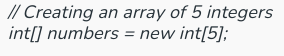 // Creating an array of 5 integers
int[] numbers = new int[5];